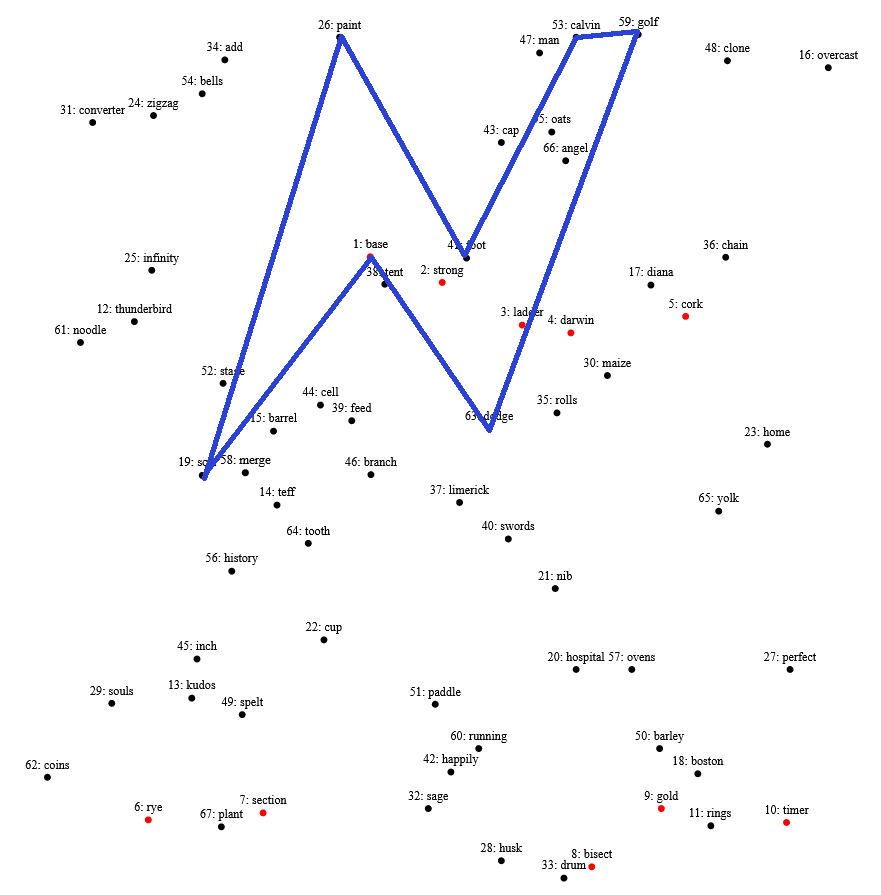 26: paint
53: calvin
59: golf
34: add
47: man
48: clone
16: overcast
54: bells
24: zigzag
31: converter
43: cap
oats
66: angel
1: base
foot
36: chain
25: infinity
38: tent
2: strong
17: diana
12: thunderbird
3: ladder
4: darwin
5: cork
61: noodle
52: stase
30: maize
44: cell
39: feed
35: rolls
15: barrel
63: dodge
23: home
19:
58: merge
46: branch
14: teff
37: limerick
65: yolk
64: tooth
40: swords
56: history
21: nib
22: cup
45: inch
20: hospital
57: ovens
27: perfect
29: souls
13: kudos
49: spelt
51: paddle
60: running
50: barley
62: coins
42: happily
18: boston
6: rye
7: section
67: plant
32: sage
9: gold
11: rings
10: timer
28: husk
33: drum
8: bisect